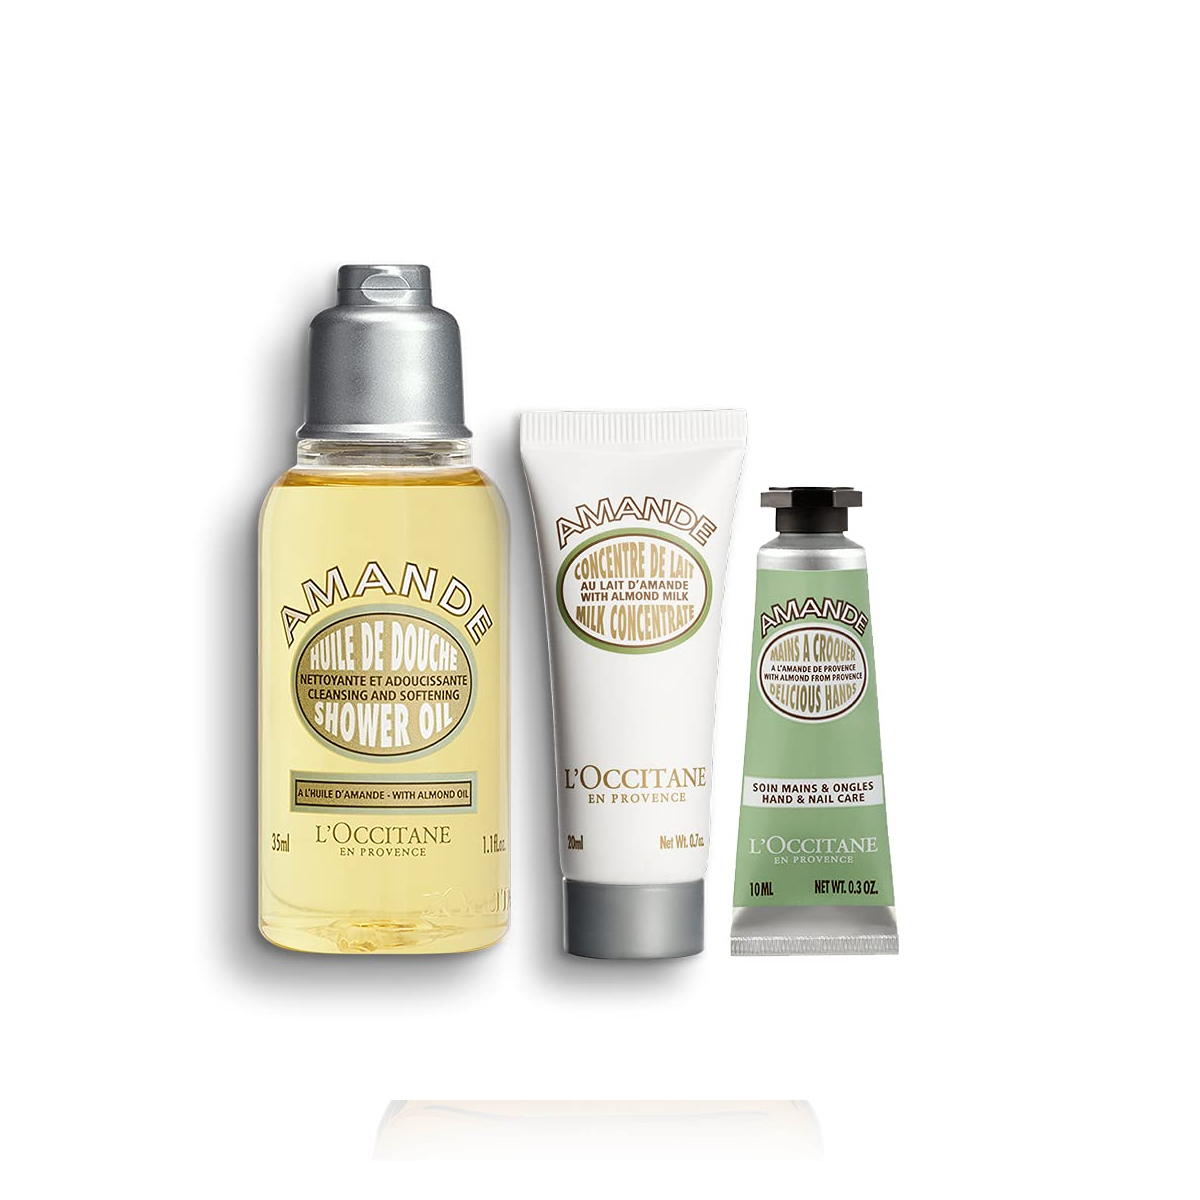 AMANDE
HUILE DE DOUCHE
NETTOYANTE ET ADOUCISSANTE
CLEANSING AND SOFTENING
SHOWER OIL
A L'HUILE D'AMANDE - WITH ALMOND OIL
L'OCCITANE
EN PROVENCE
35ml 1.1fl.oz.
AMANDE
CONCENTRE DE LAIT
AU LAIT D'AMANDE
WITH ALMOND MILK
MILK CONCENTRATE
L'OCCITANE
EN PROVENCE
20ml Net Wt. 0.7oz.
AMANDE
MAINS A CROQUER
A L'AMANDE DE PROVENCE
WITH ALMOND FROM PROVENCE
DELICIOUS HANDS
SOIN MAINS & ONGLES
HAND & NAIL CARE
L'OCCITANE
EN PROVENCE
10 ML NET WT. 0.3 OZ.